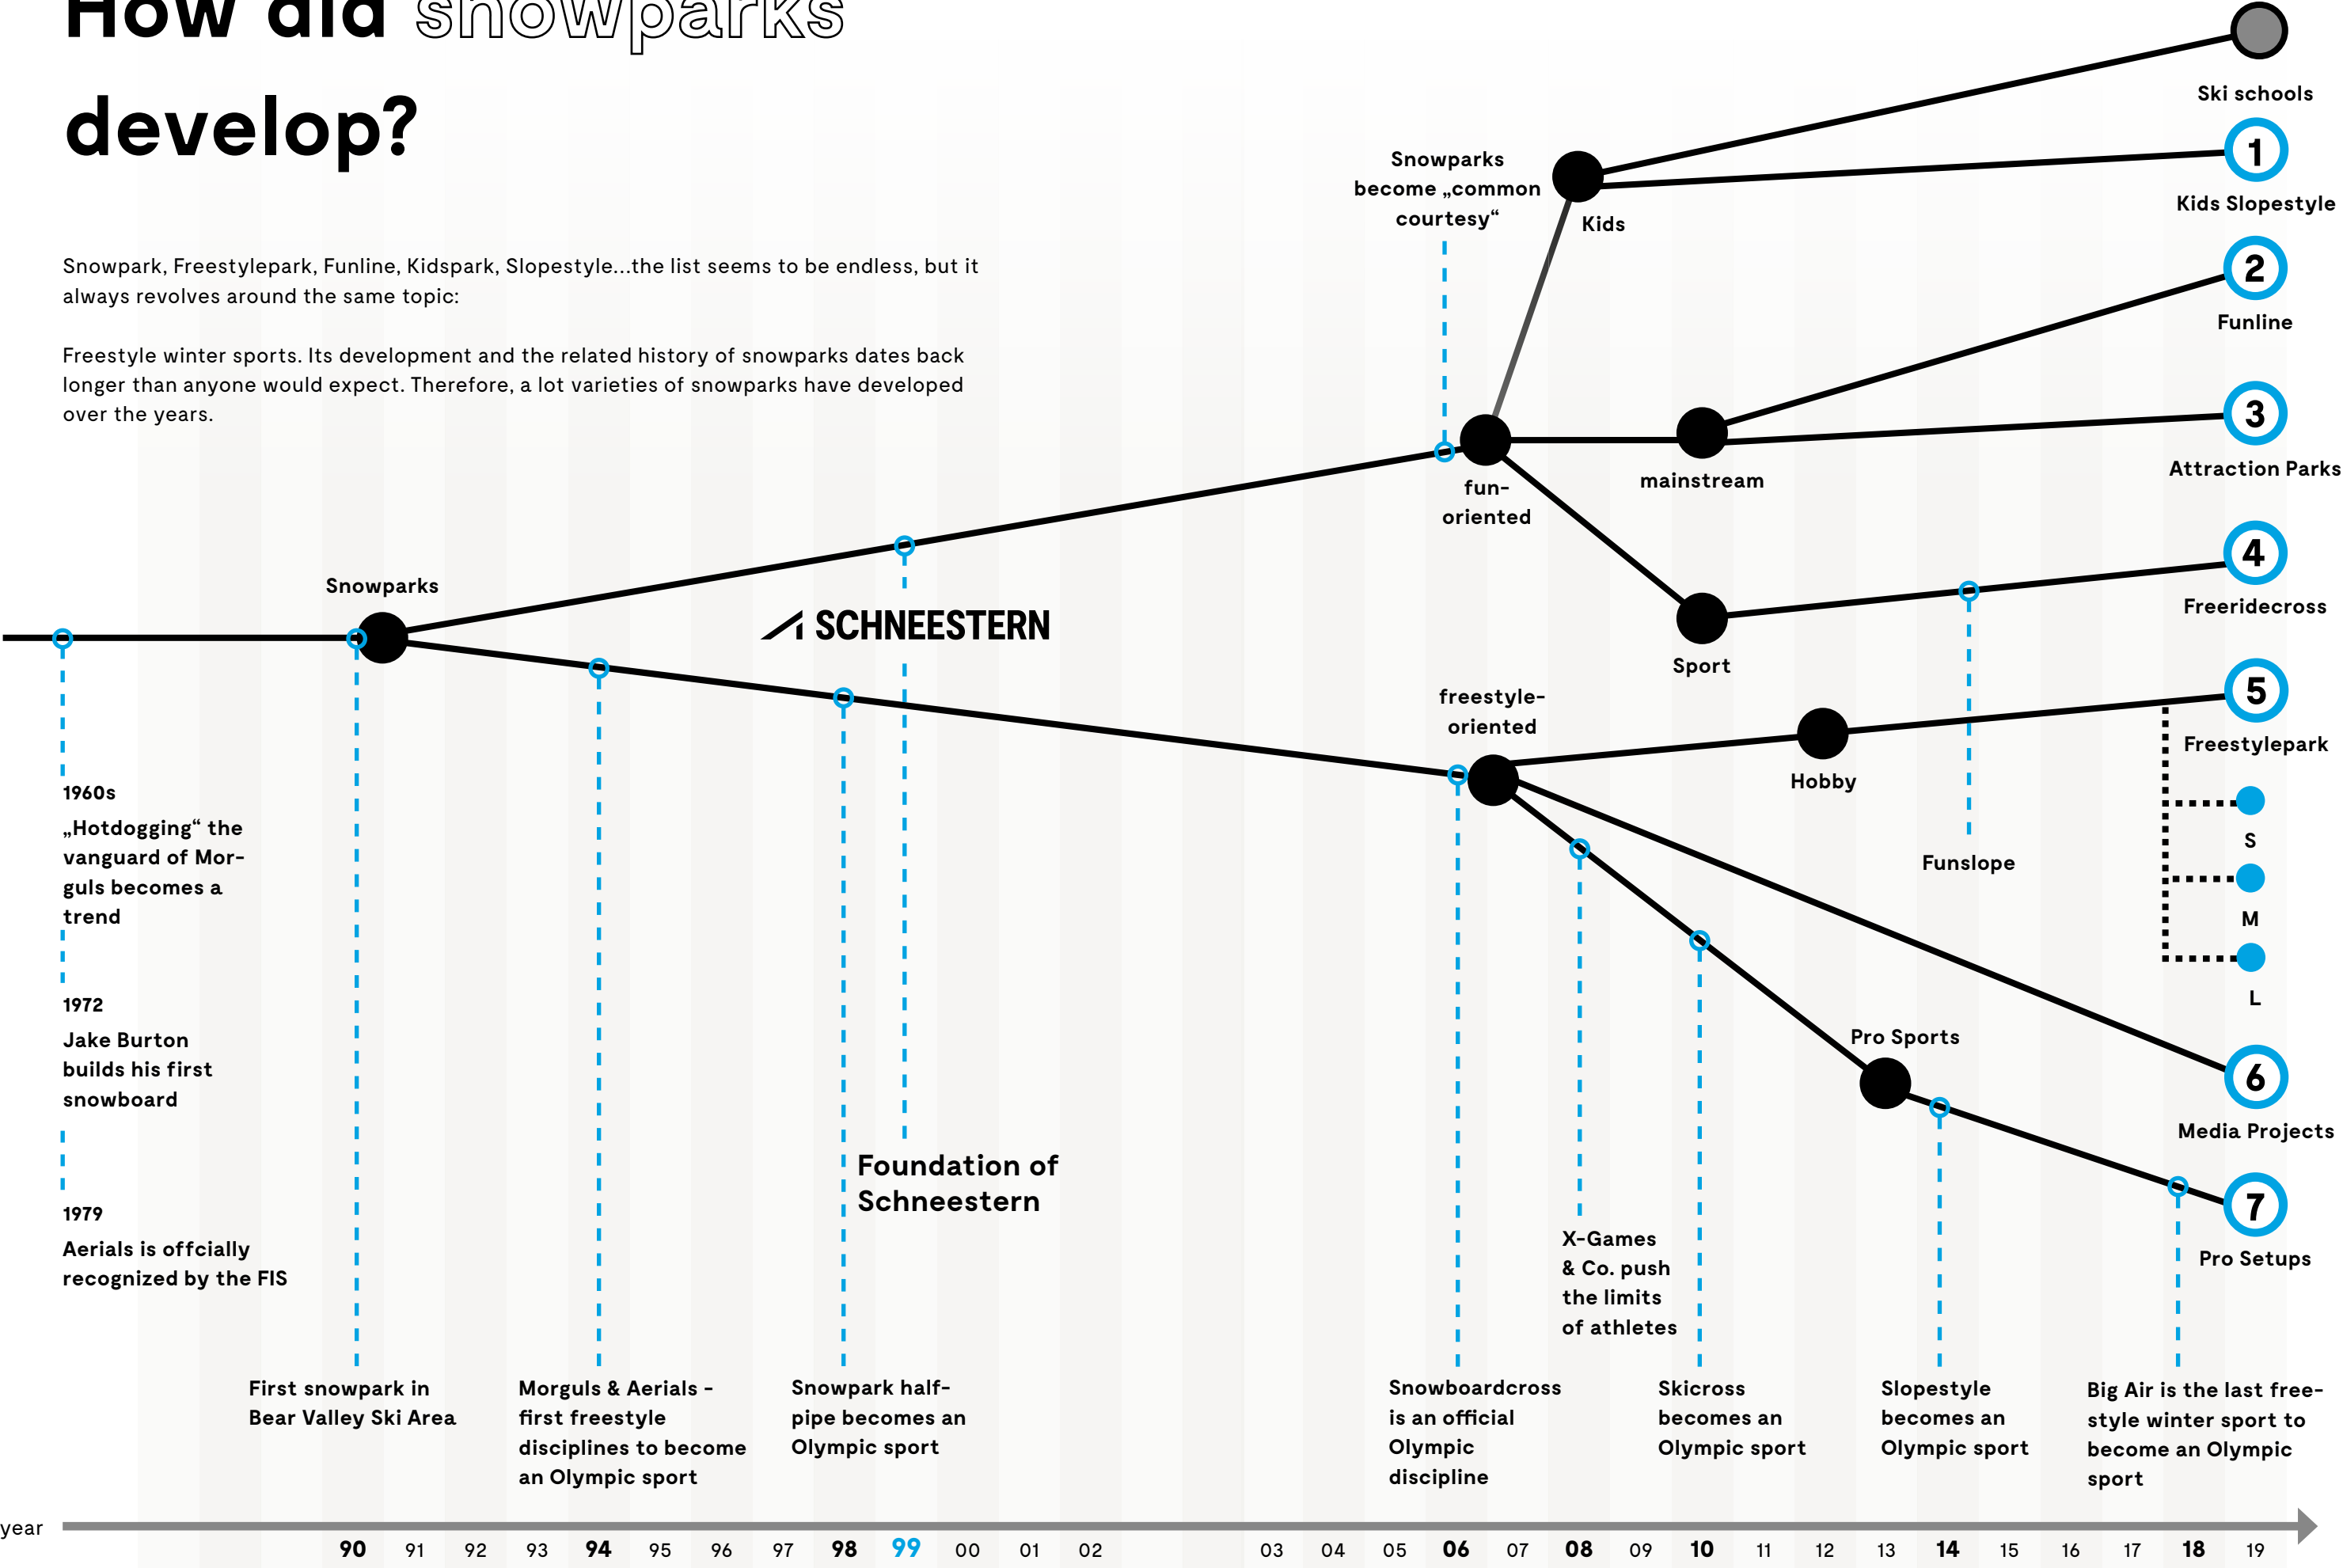 How did snowparks
develop?
Snowpark, Freestylepark, Funline, Kidspark, Slopestyle...the list seems to be endless, but it
always revolves around the same topic:
Freestyle winter sports. Its development and the related history of snowparks dates back
longer than anyone would expect. Therefore, a lot varieties of snowparks have developed
over the years.
Snowparks
become „common
courtesy“
Kids
Ski schools
1
Kids Slopestyle
2
Funline
3
Attraction Parks
fun-
oriented
mainstream
4
Freeridecross
Sport
Snowparks
SCHNEESTERN
freestyle-
oriented
5
Freestylepark
Hobby
Funslope
S
M
L
Pro Sports
6
Media Projects
7
Pro Setups
1960s
„Hotdogging“ the
vanguard of Mor-
guls becomes a
trend
1972
Jake Burton
builds his first
snowboard
1979
Aerials is offcially
recognized by the FIS
Foundation of
Schneestern
X-Games
& Co. push
the limits
of athletes
First snowpark in
Bear Valley Ski Area
Morguls & Aerials -
first freestyle
disciplines to become
an Olympic sport
Snowpark half-
pipe becomes an
Olympic sport
Snowboardcross
is an official
Olympic
discipline
Skicross
becomes an
Olympic sport
Slopestyle
becomes an
Olympic sport
Big Air is the last free-
style winter sport to
become an Olympic
sport
year
90 91 92 93 94 95 96 97 98 99 00 01 02 03 04 05 06 07 08 09 10 11 12 13 14 15 16 17 18 19